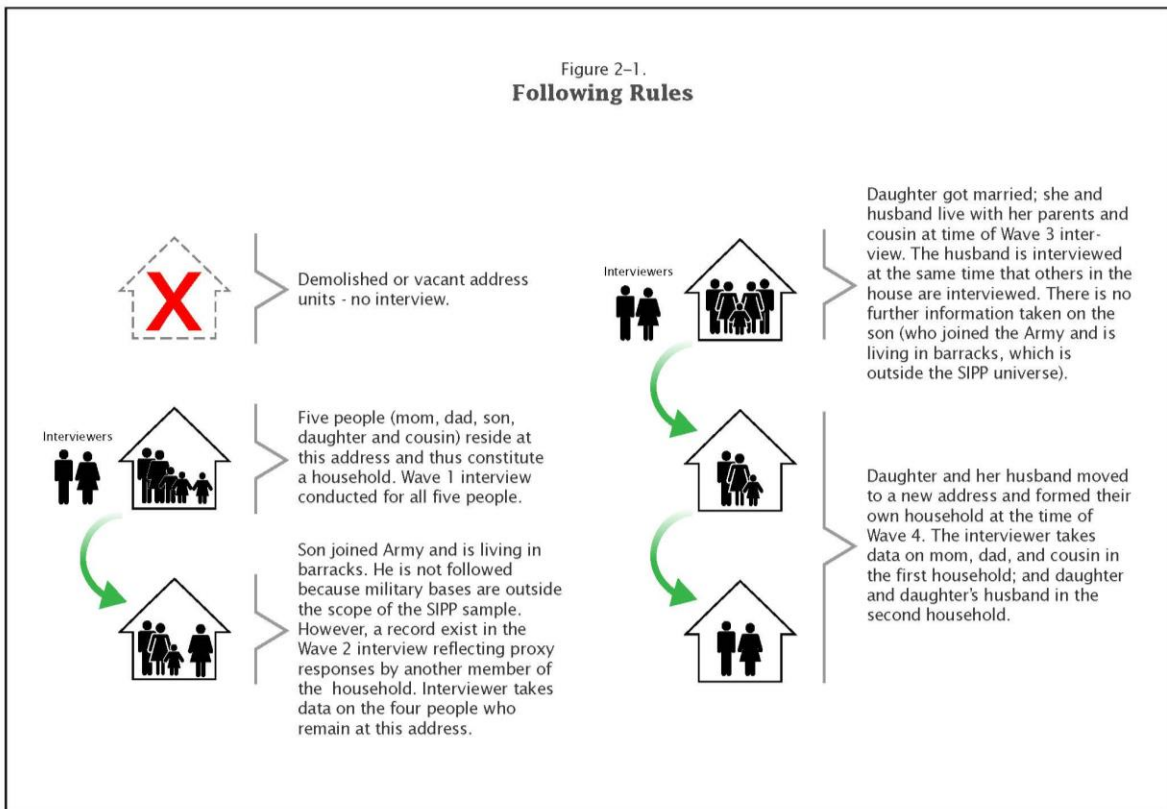 Figure 2–1.
Following Rules
Demolished or vacant address
units - no interview.
Interviewers
Five people (mom, dad, son,
daughter and cousin) reside at
this address and thus constitute
a household. Wave 1 interview
conducted for all five people.
Son joined Army and is living in
barracks. He is not followed
because military bases are outside
the scope of the SIPP sample.
However, a record exist in the
Wave 2 interview reflecting proxy
responses by another member of
the household. Interviewer takes
data on the four people who
remain at this address.
Interviewers
Daughter got married; she and
husband live with her parents and
cousin at time of Wave 3 inter-
view. The husband is interviewed
at the same time that others in the
house are interviewed. There is no
further information taken on the
son (who joined the Army and is
living in barracks, which is
outside the SIPP universe).
Daughter and her husband moved
to a new address and formed their
own household at the time of
Wave 4. The interviewer takes
data on mom, dad, and cousin in
the first household; and daughter
and daughter's husband in the
second household.